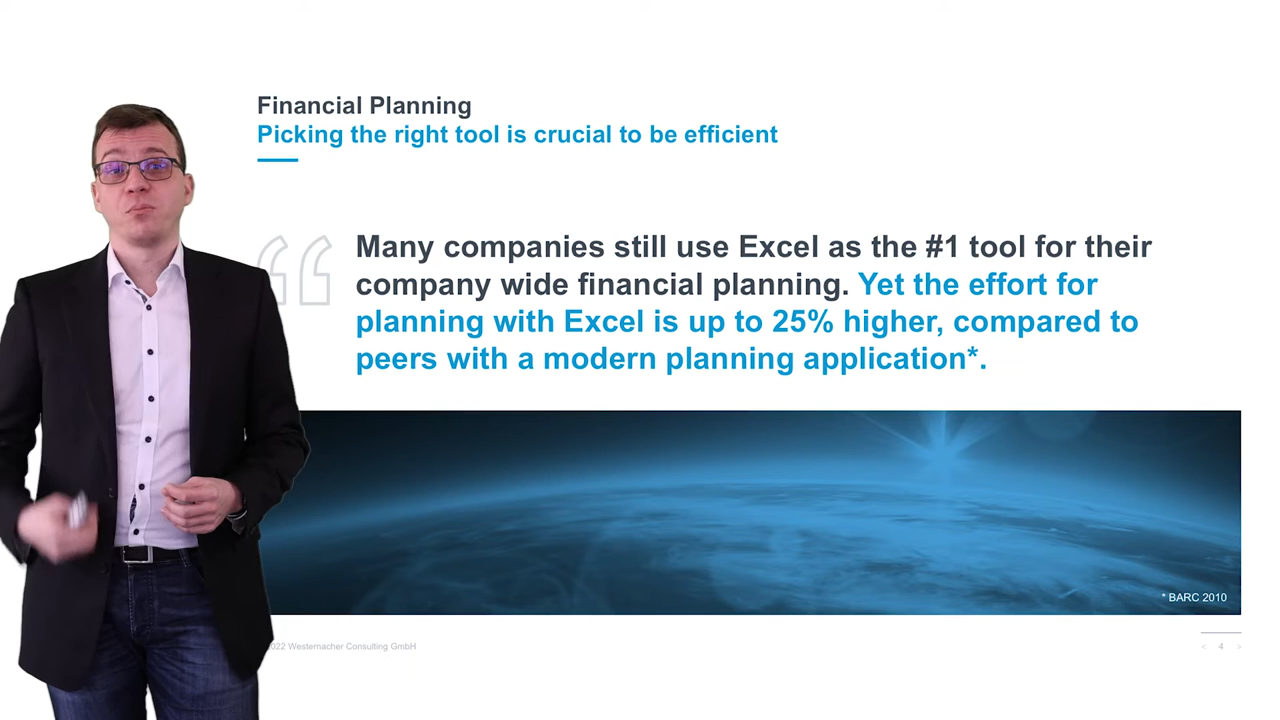 Financial Planning
Picking the right tool is crucial to be efficient
“
Many companies still use Excel as the #1 tool for their
company wide financial planning. Yet the effort for
planning with Excel is up to 25% higher, compared to
peers with a modern planning application*.
* BARC 2010
2022 Westernacher Consulting GmbH
< 4 >